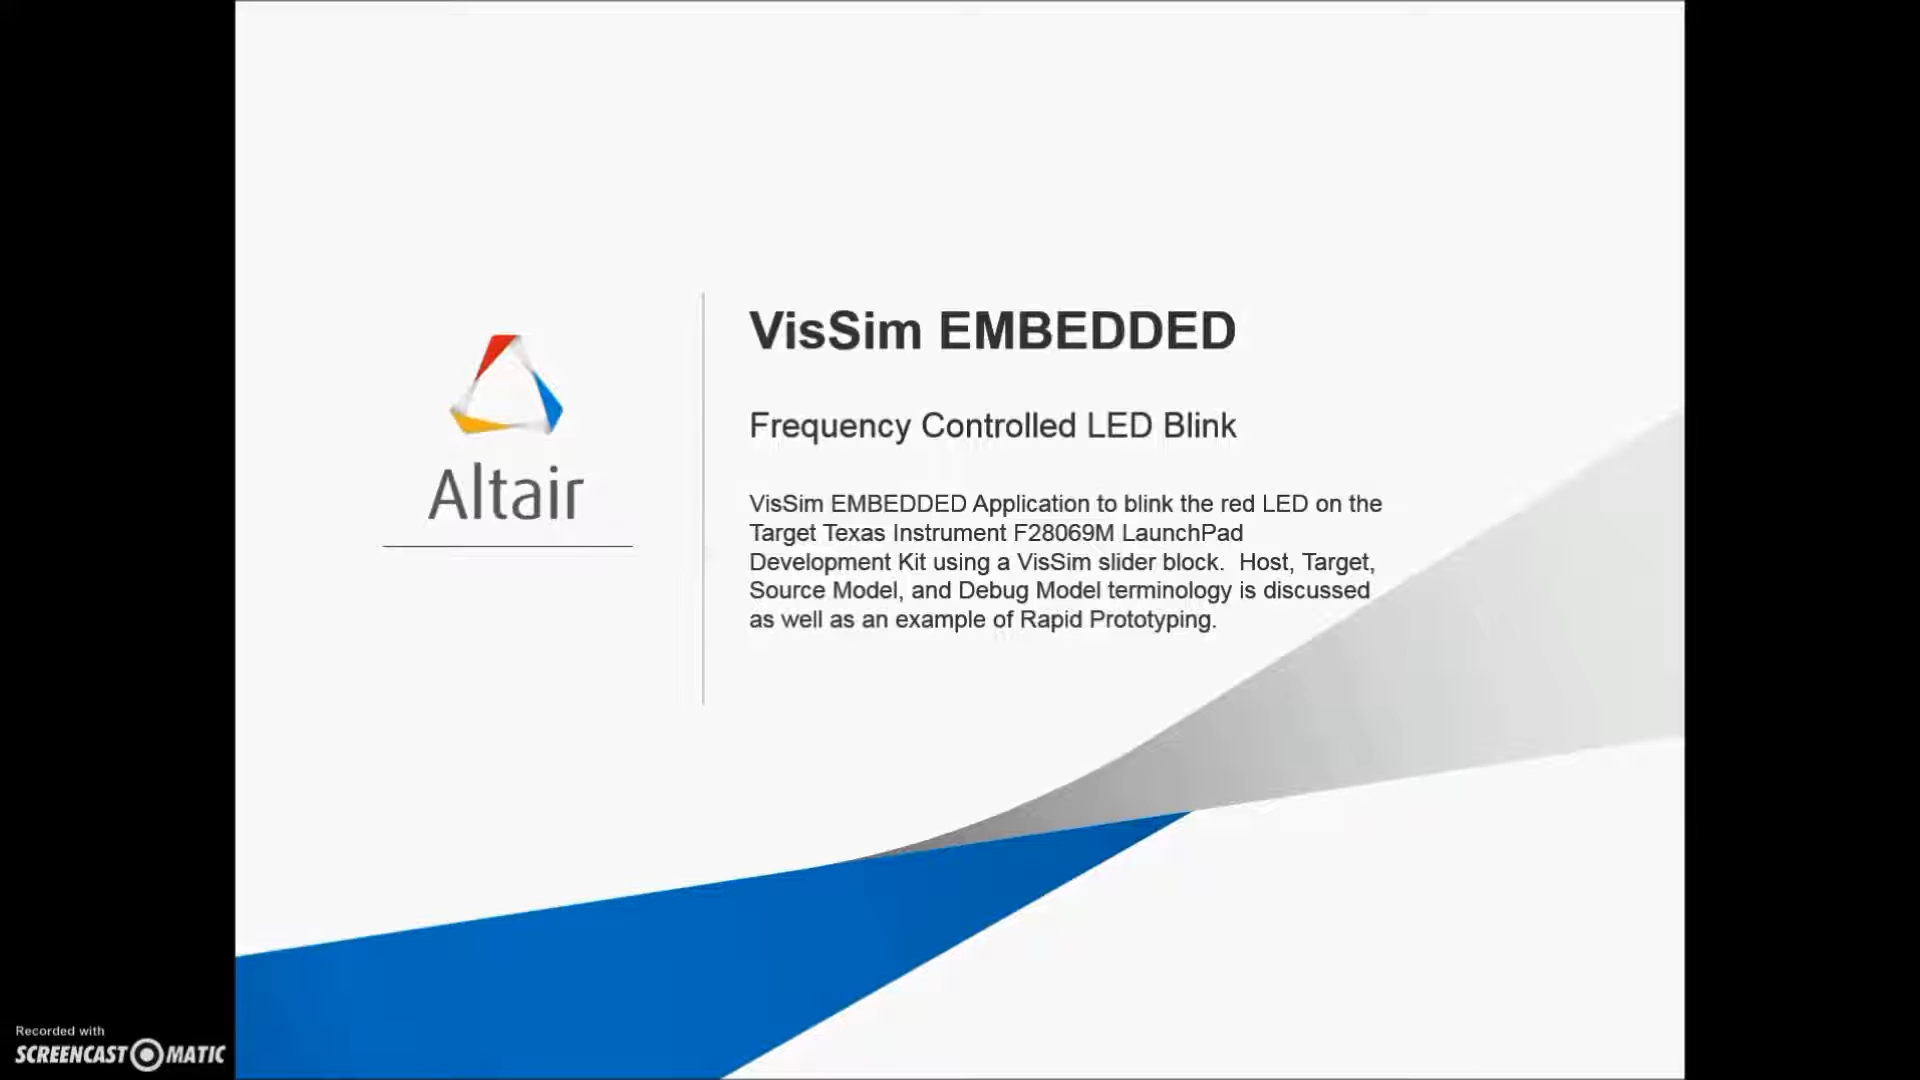 VisSim EMBEDDED
Frequency Controlled LED Blink
Altair
VisSim EMBEDDED Application to blink the red LED on the
Target Texas Instrument F28069M LaunchPad
Development Kit using a VisSim slider block.  Host, Target,
Source Model, and Debug Model terminology is discussed
as well as an example of Rapid Prototyping.
Recorded with
SCREENCAST MATIC